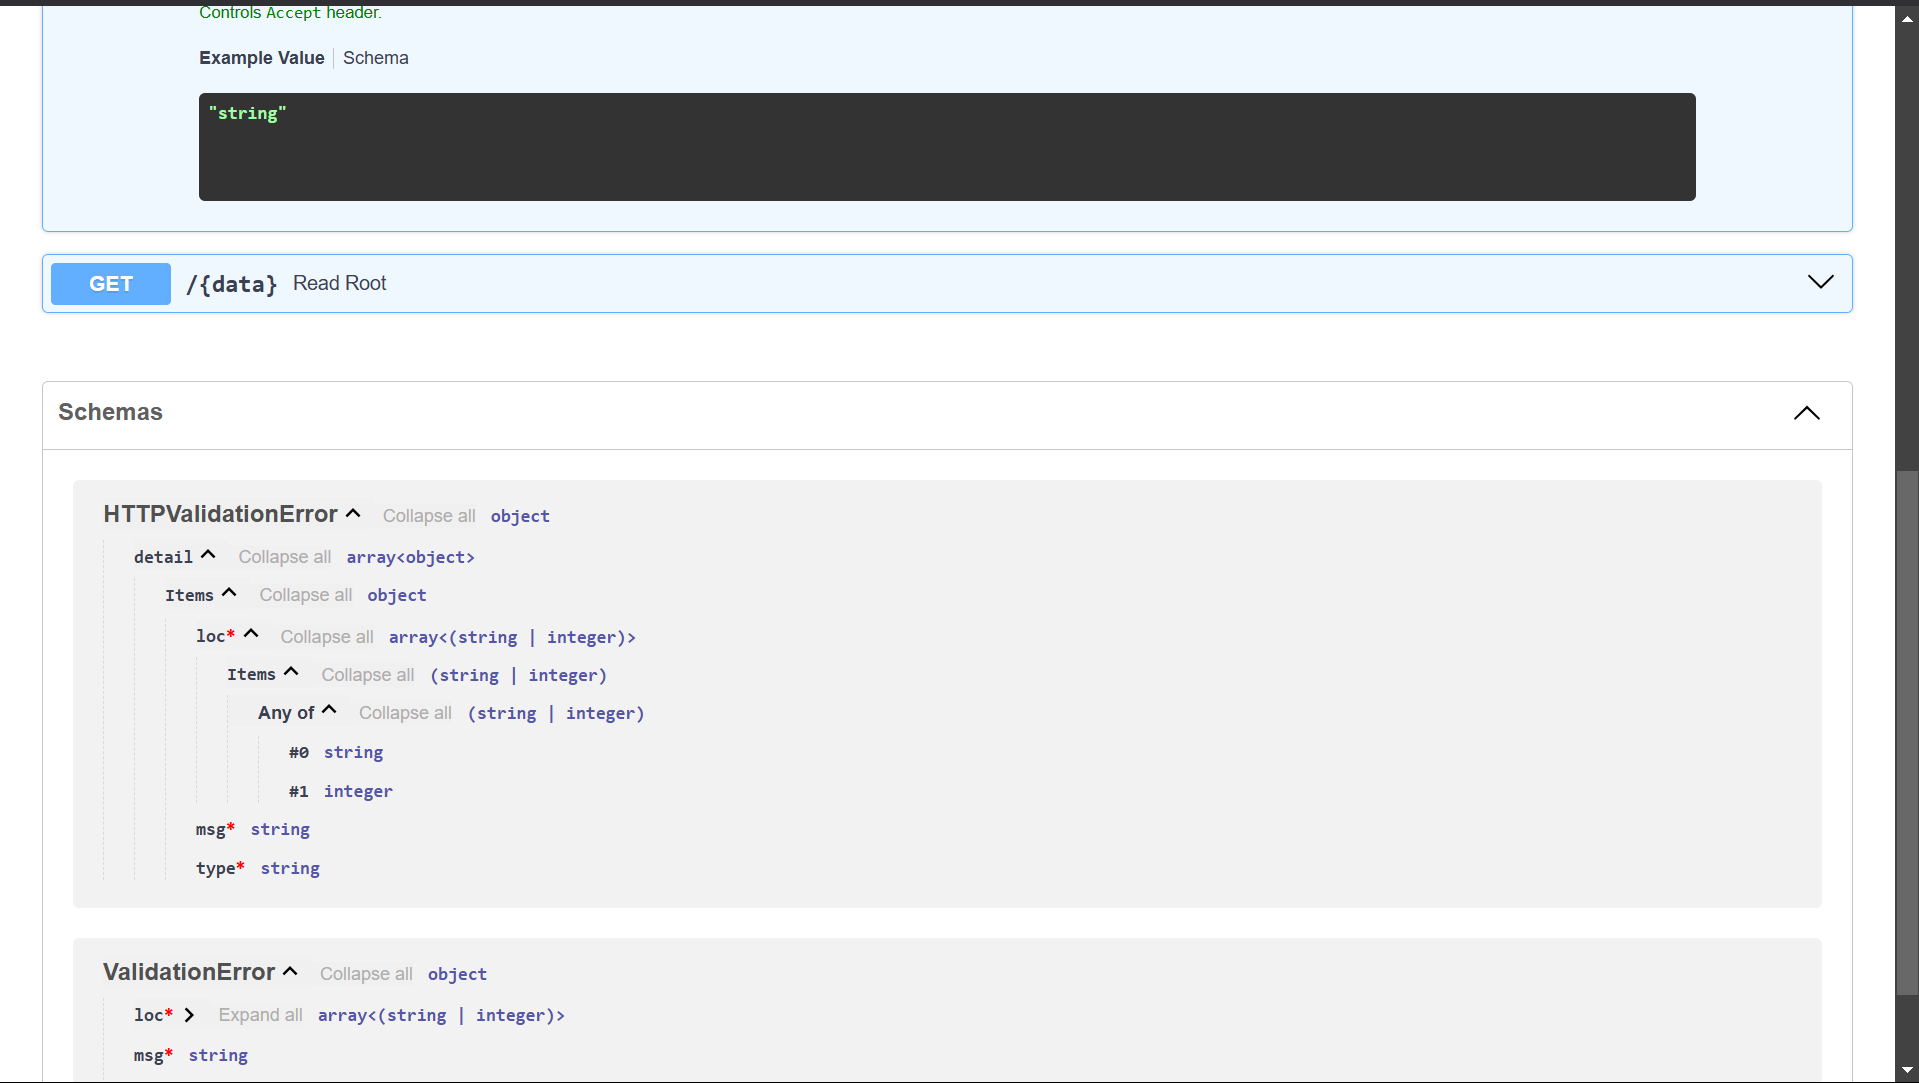 Controls Accept header.
Example Value | Schema
"string"
GET /{data} Read Root
Schemas
HTTPValidationError Collapse all object
detail Collapse all array<object>
Items Collapse all object
loc* Collapse all array<(string | integer)>
Items Collapse all (string | integer)
Any of Collapse all (string | integer)
#0 string
#1 integer
msg* string
type* string
ValidationError Collapse all object
loc* Expand all array<(string | integer)>
msg* string